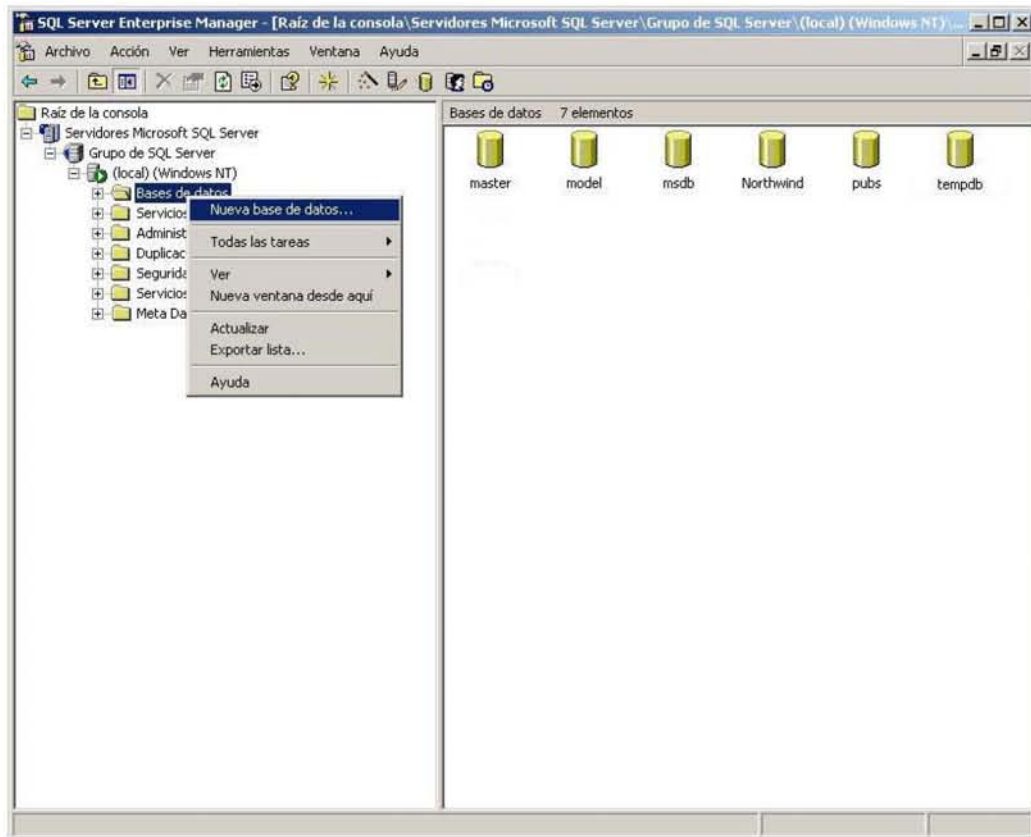 SQL Server Enterprise Manager - [Raíz de la consola\Servidores Microsoft SQL Server\Grupo de SQL Server\(local) (Windows NT)\...
Archivo Acción Ver Herramientas Ventana Ayuda
Raíz de la consola
Servidores Microsoft SQL Server
Grupo de SQL Server
(local) (Windows NT)
Bases de datos
Servicios
Administ
Duplicac
Segurida
Servicios
Meta Da
Nueva base de datos...
Todas las tareas
Ver
Nueva ventana desde aquí
Actualizar
Exportar lista...
Ayuda
Bases de datos 7 elementos
master model msdb Northwind pubs tempdb